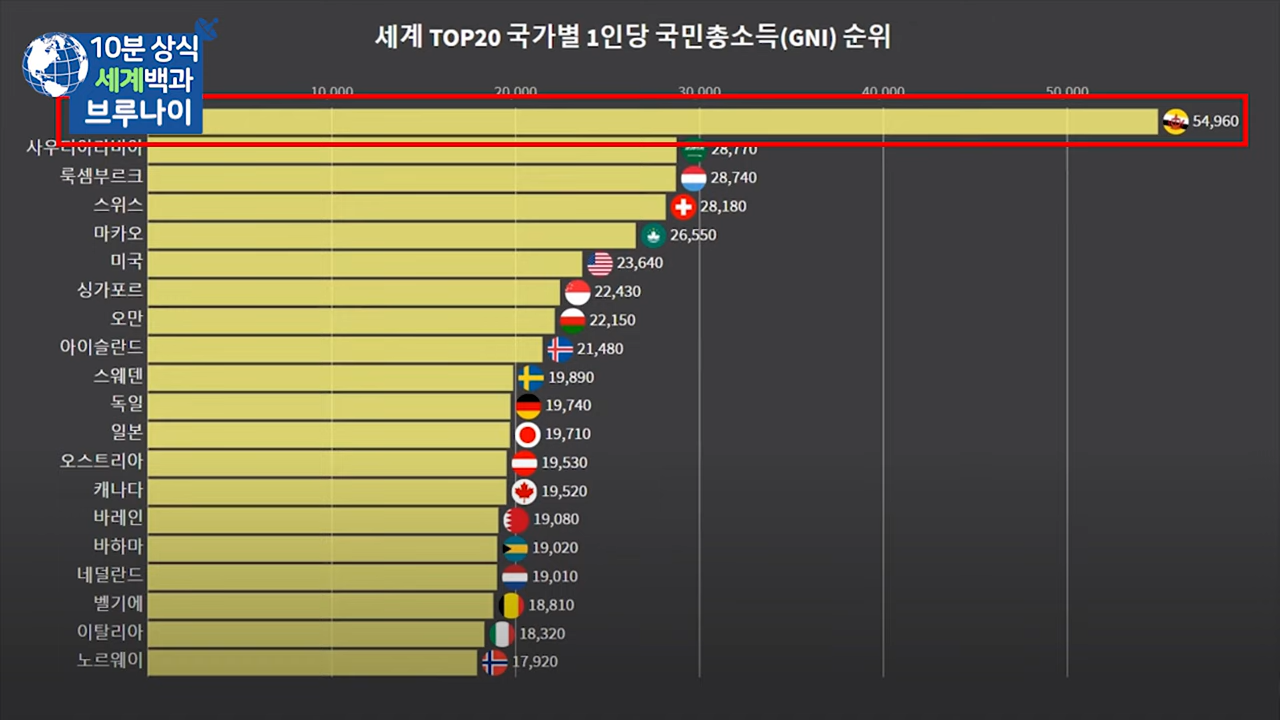 세계 TOP20 국가별 1인당 국민총소득(GNI) 순위
10분 상식
세계백과
브루나이
10,000 20,000 30,000 40,000 50,000
54,960
사우디아라비아 28,770
룩셈부르크 28,740
스위스 28,180
마카오 26,550
미국 23,640
싱가포르 22,430
오만 22,150
아이슬란드 21,480
스웨덴 19,890
독일 19,740
일본 19,710
오스트리아 19,530
캐나다 19,520
바레인 19,080
바하마 19,020
네덜란드 19,010
벨기에 18,810
이탈리아 18,320
노르웨이 17,920